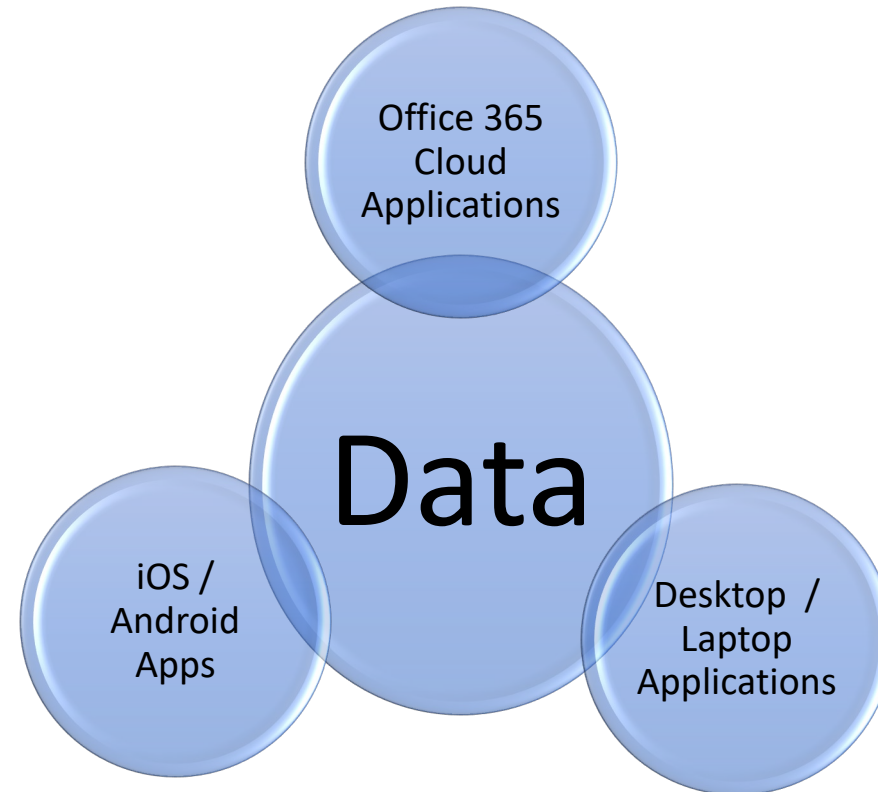 Office 365
Cloud
Applications
Data
iOS /
Android
Apps
Desktop  /
Laptop
Applications